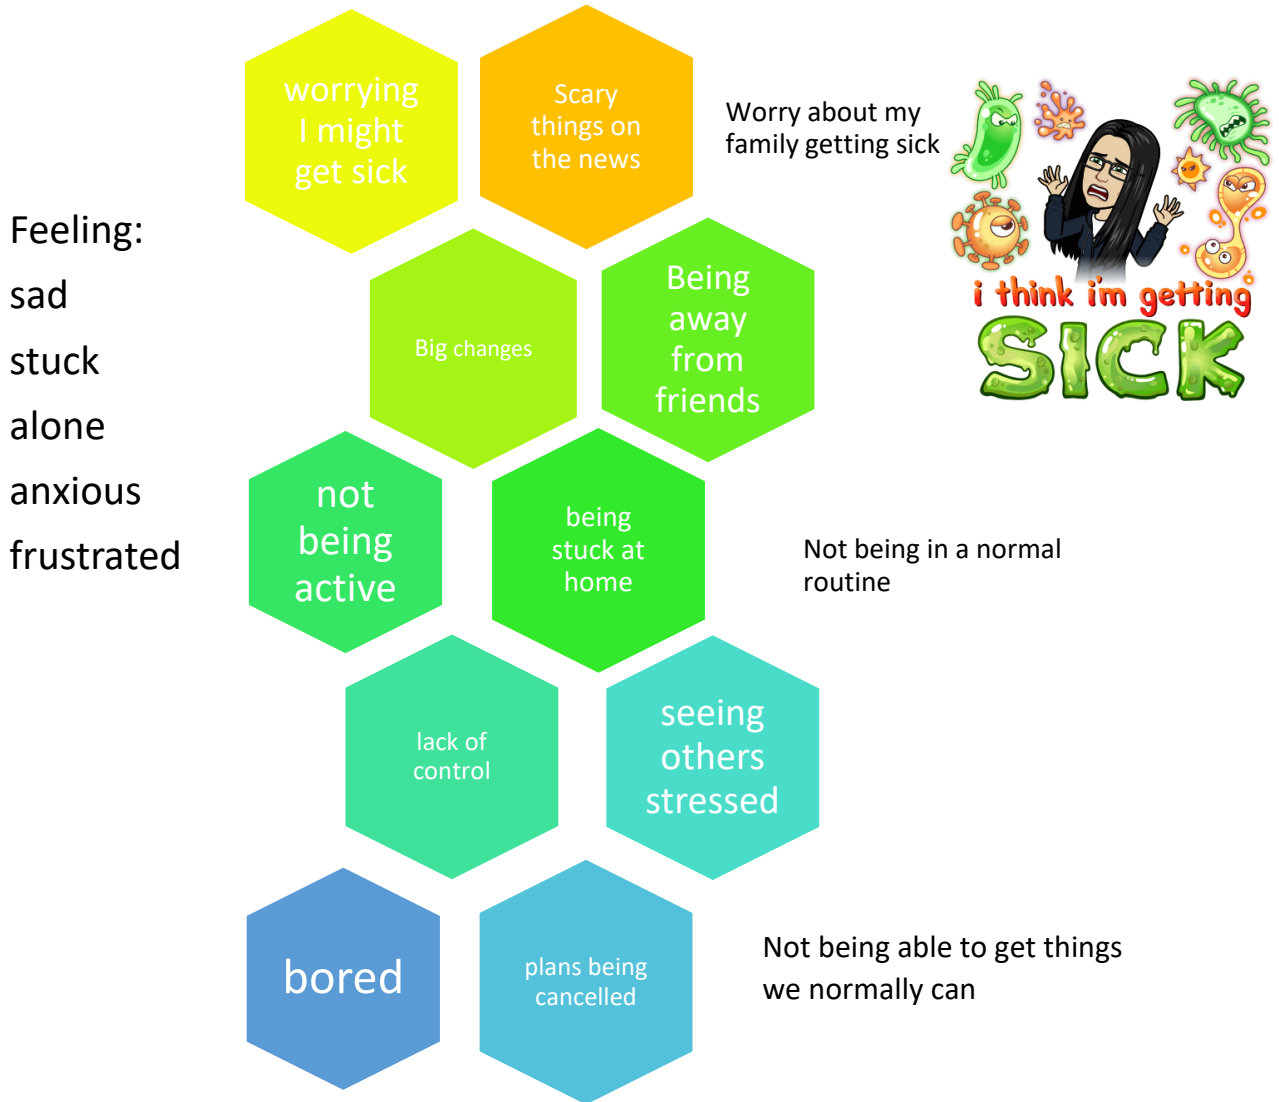 worrying
I might
get sick
Scary
things on
the news
Worry about my
family getting sick
i think i'm getting
SICK
Feeling:
sad
stuck
alone
anxious
frustrated
Big changes
Being
away
from
friends
not
being
active
being
stuck at
home
Not being in a normal
routine
lack of
control
seeing
others
stressed
bored
plans being
cancelled
Not being able to get things
we normally can